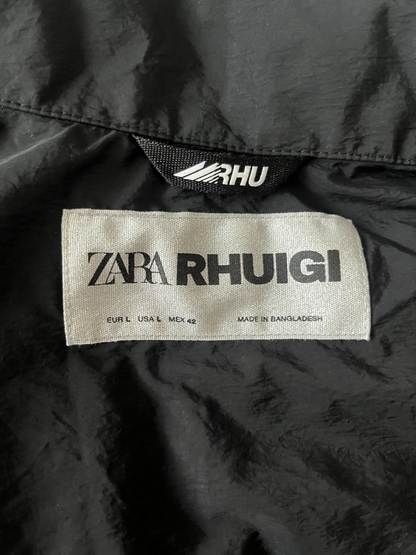 RHU
ZARA RHUIGI
EUR L USA L MEX 42 MADE IN BANGLADESH